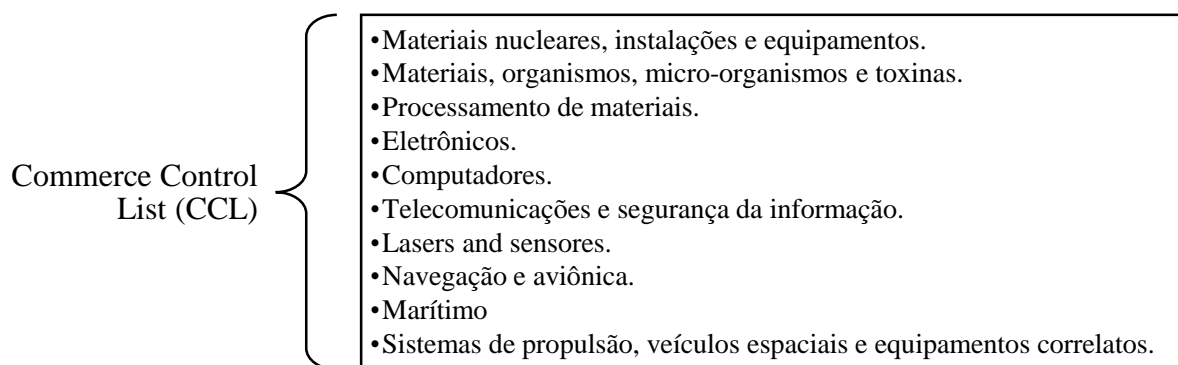 Commerce Control
List (CCL)
•Materiais nucleares, instalações e equipamentos.
•Materiais, organismos, micro-organismos e toxinas.
•Processamento de materiais.
•Eletrônicos.
•Computadores.
•Telecomunicações e segurança da informação.
•Lasers and sensores.
•Navegação e aviônica.
•Marítimo
•Sistemas de propulsão, veículos espaciais e equipamentos correlatos.